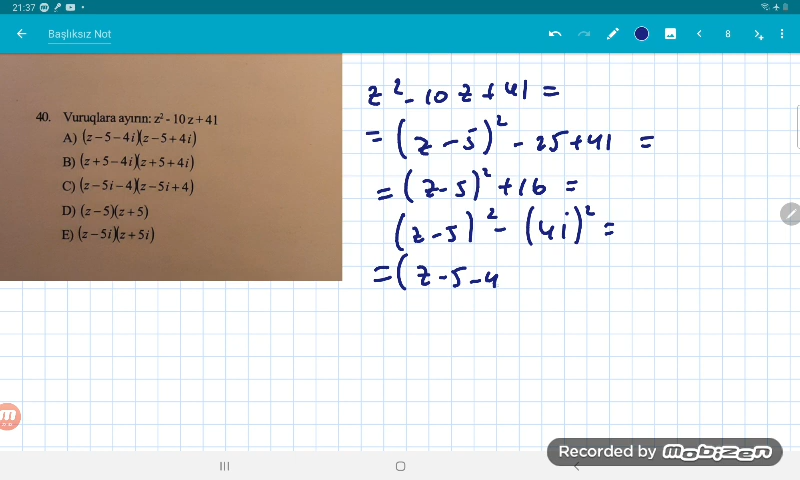 21:37
Başlıksız Not
8
40. Vuruqlara ayırın: z² - 10 z + 41
A) (z − 5 − 4i)(z − 5 + 4i)
B) (z + 5 − 4i)(z + 5 + 4i)
C) (z − 5i − 4)(z − 5i + 4)
D) (z − 5)(z + 5)
E) (z − 5i)(z + 5i)
z² - 10 z + 41 =
= (z - 5)² - 25 + 41 =
= (z - 5)² + 16 =
(z - 5)² - (4i)² =
= (z - 5 - 4
Recorded by mobizen